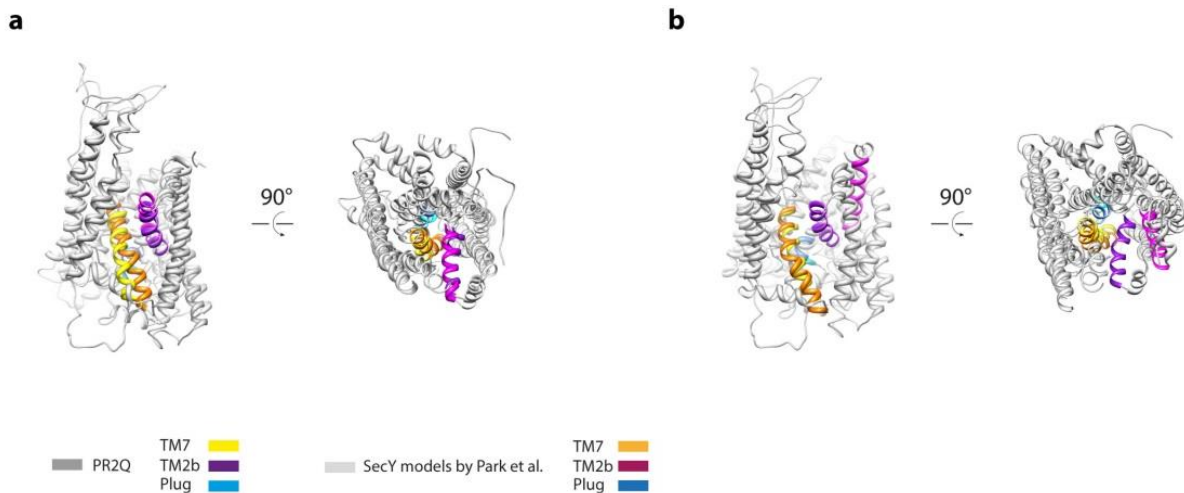 a
b
90°
90°
TM7
PR2Q
TM2b
Plug
SecY models by Park et al.
TM7
TM2b
Plug